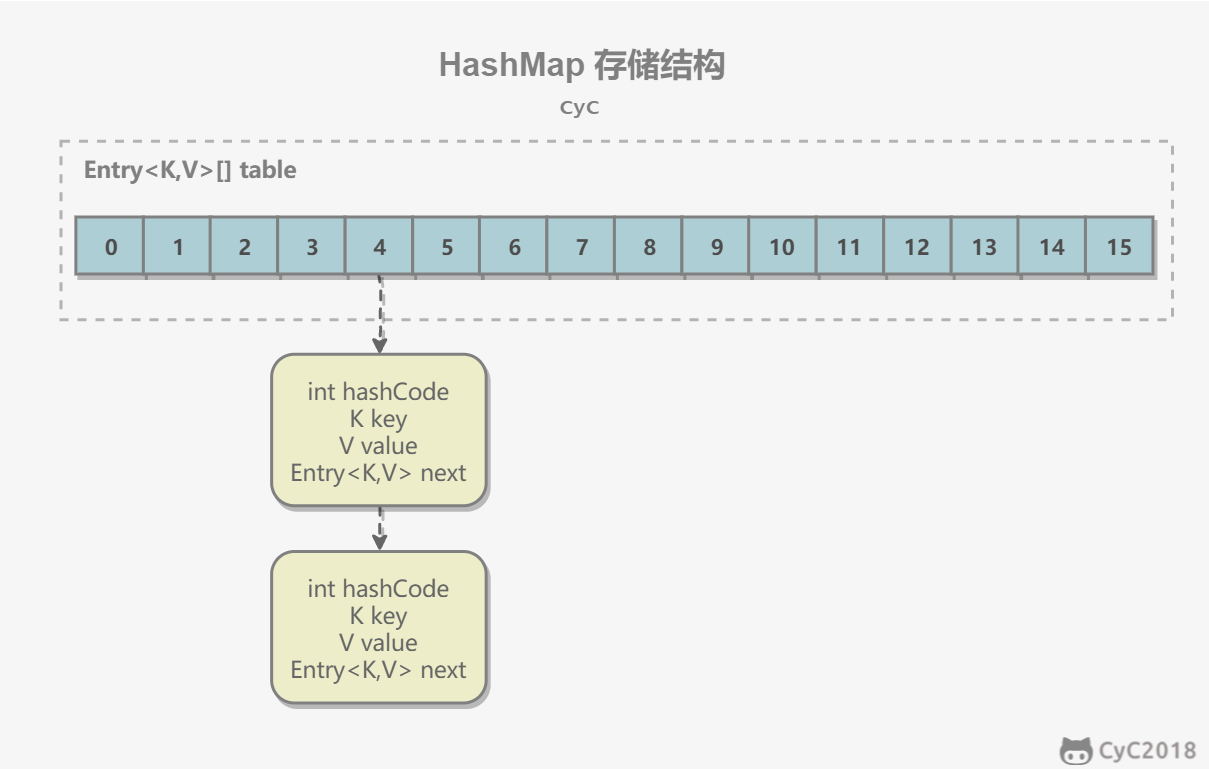 HashMap 存储结构
CyC
Entry<K,V>[] table
0 1 2 3 4 5 6 7 8 9 10 11 12 13 14 15
int hashCode
K key
V value
Entry<K,V> next
int hashCode
K key
V value
Entry<K,V> next
CyC2018